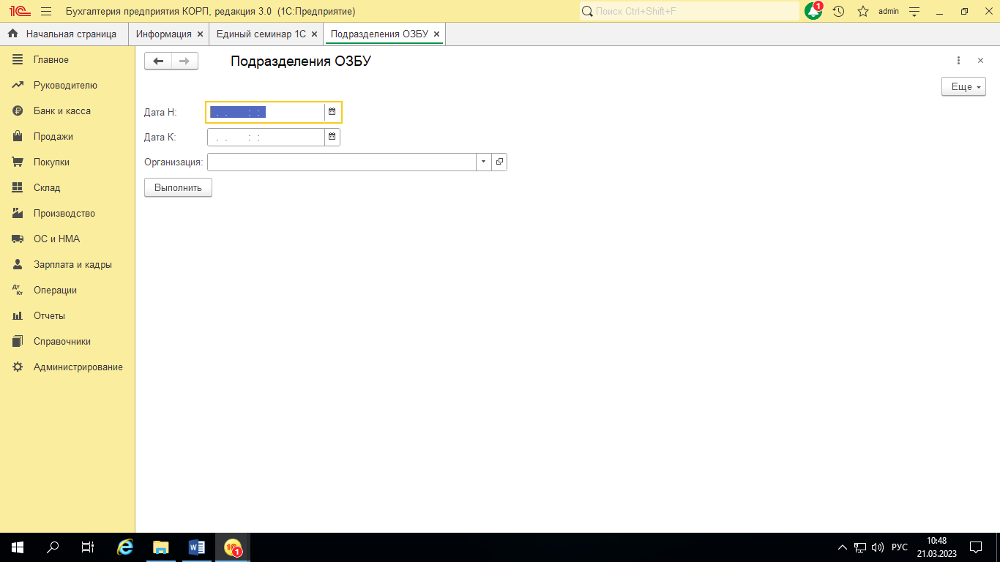 Бухгалтерия предприятия КОРП, редакция 3.0 (1С:Предприятие)
Поиск Ctrl+Shift+F
1
admin
Начальная страница
Информация
Единый семинар 1С
Подразделения ОЗБУ
Главное
Руководителю
Банк и касса
Продажи
Покупки
Склад
Производство
ОС и НМА
Зарплата и кадры
Операции
Отчеты
Справочники
Администрирование
Подразделения ОЗБУ
Еще
Дата Н: . . : :
Дата К: . . : :
Организация:
Выполнить
1
РУС
10:48
21.03.2023